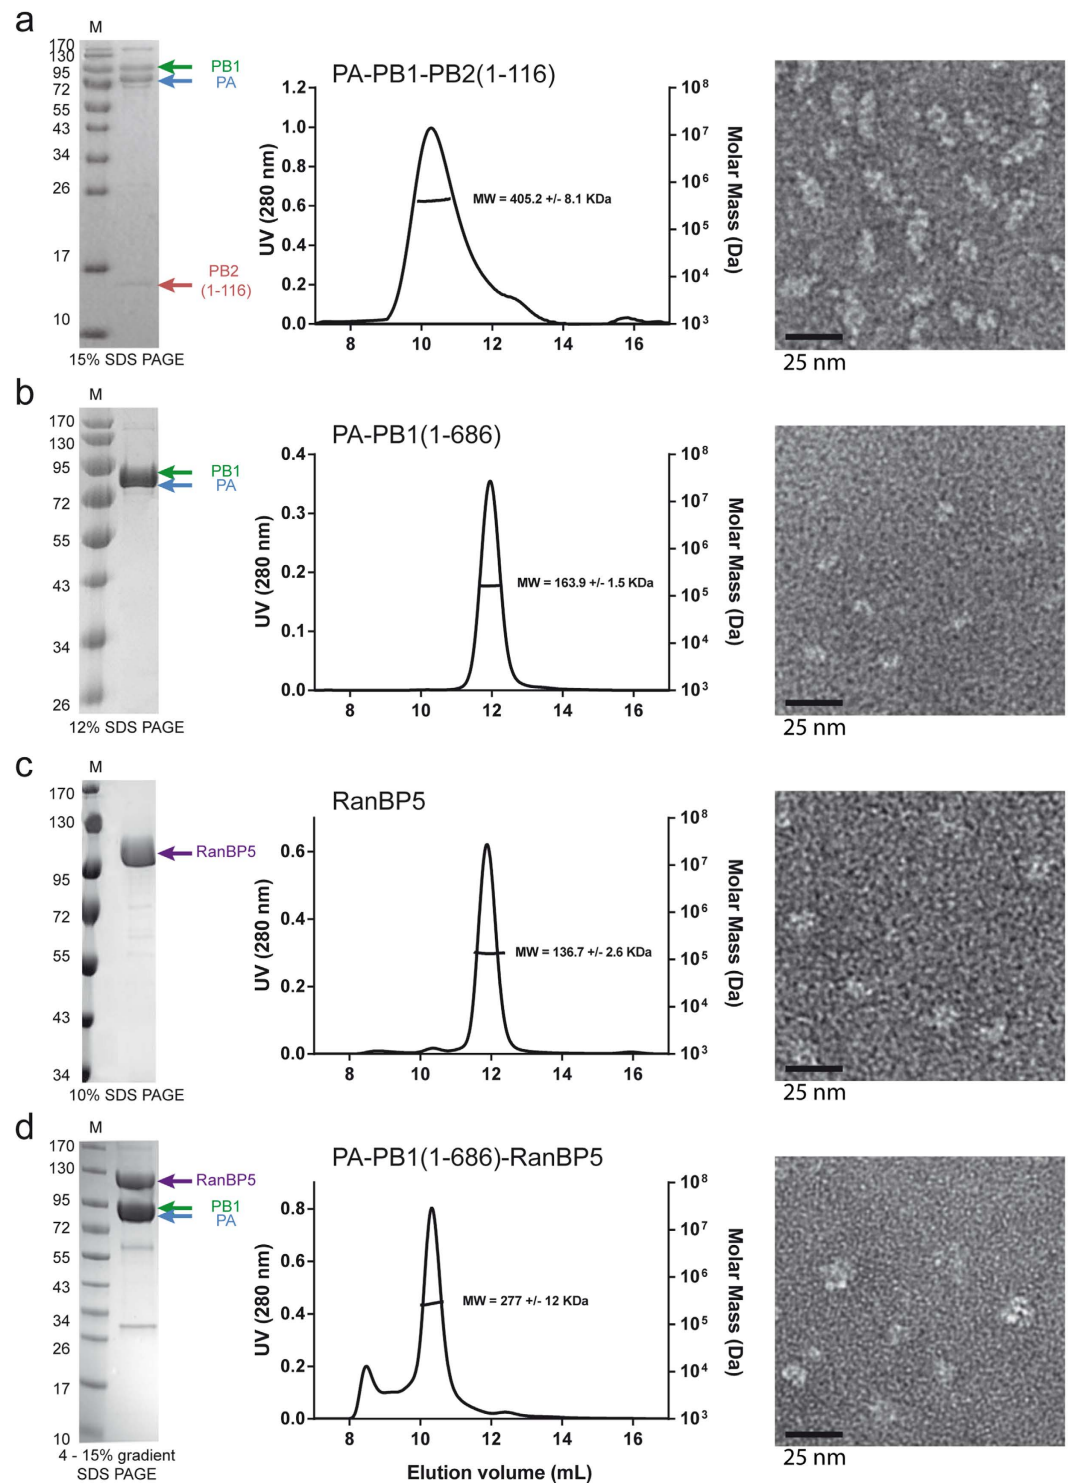 a
M
170
130
95
72
55
43
34
26
17
10
PB1
PA
PB2
(1-116)
15% SDS PAGE
PA-PB1-PB2(1-116)
UV (280 nm)
1.2
1.0
0.8
0.6
0.4
0.2
0.0
MW = 405.2 +/- 8.1 KDa
10⁸
10⁷
10⁶
10⁵
10⁴
10³
Molar Mass (Da)
8 10 12 14 16
25 nm
b
M
170
130
95
72
55
43
34
26
PB1
PA
12% SDS PAGE
PA-PB1(1-686)
UV (280 nm)
0.4
0.3
0.2
0.1
0.0
MW = 163.9 +/- 1.5 KDa
10⁸
10⁷
10⁶
10⁵
10⁴
10³
Molar Mass (Da)
8 10 12 14 16
25 nm
c
M
170
130
95
72
55
43
34
RanBP5
10% SDS PAGE
RanBP5
UV (280 nm)
0.6
0.4
0.2
0.0
MW = 136.7 +/- 2.6 KDa
10⁸
10⁷
10⁶
10⁵
10⁴
10³
Molar Mass (Da)
8 10 12 14 16
25 nm
d
M
170
130
95
72
55
43
34
26
17
10
RanBP5
PB1
PA
4 - 15% gradient
SDS PAGE
PA-PB1(1-686)-RanBP5
UV (280 nm)
0.8
0.6
0.4
0.2
0.0
MW = 277 +/- 12 KDa
10⁸
10⁷
10⁶
10⁵
10⁴
10³
Molar Mass (Da)
8 10 12 14 16
Elution volume (mL)
25 nm